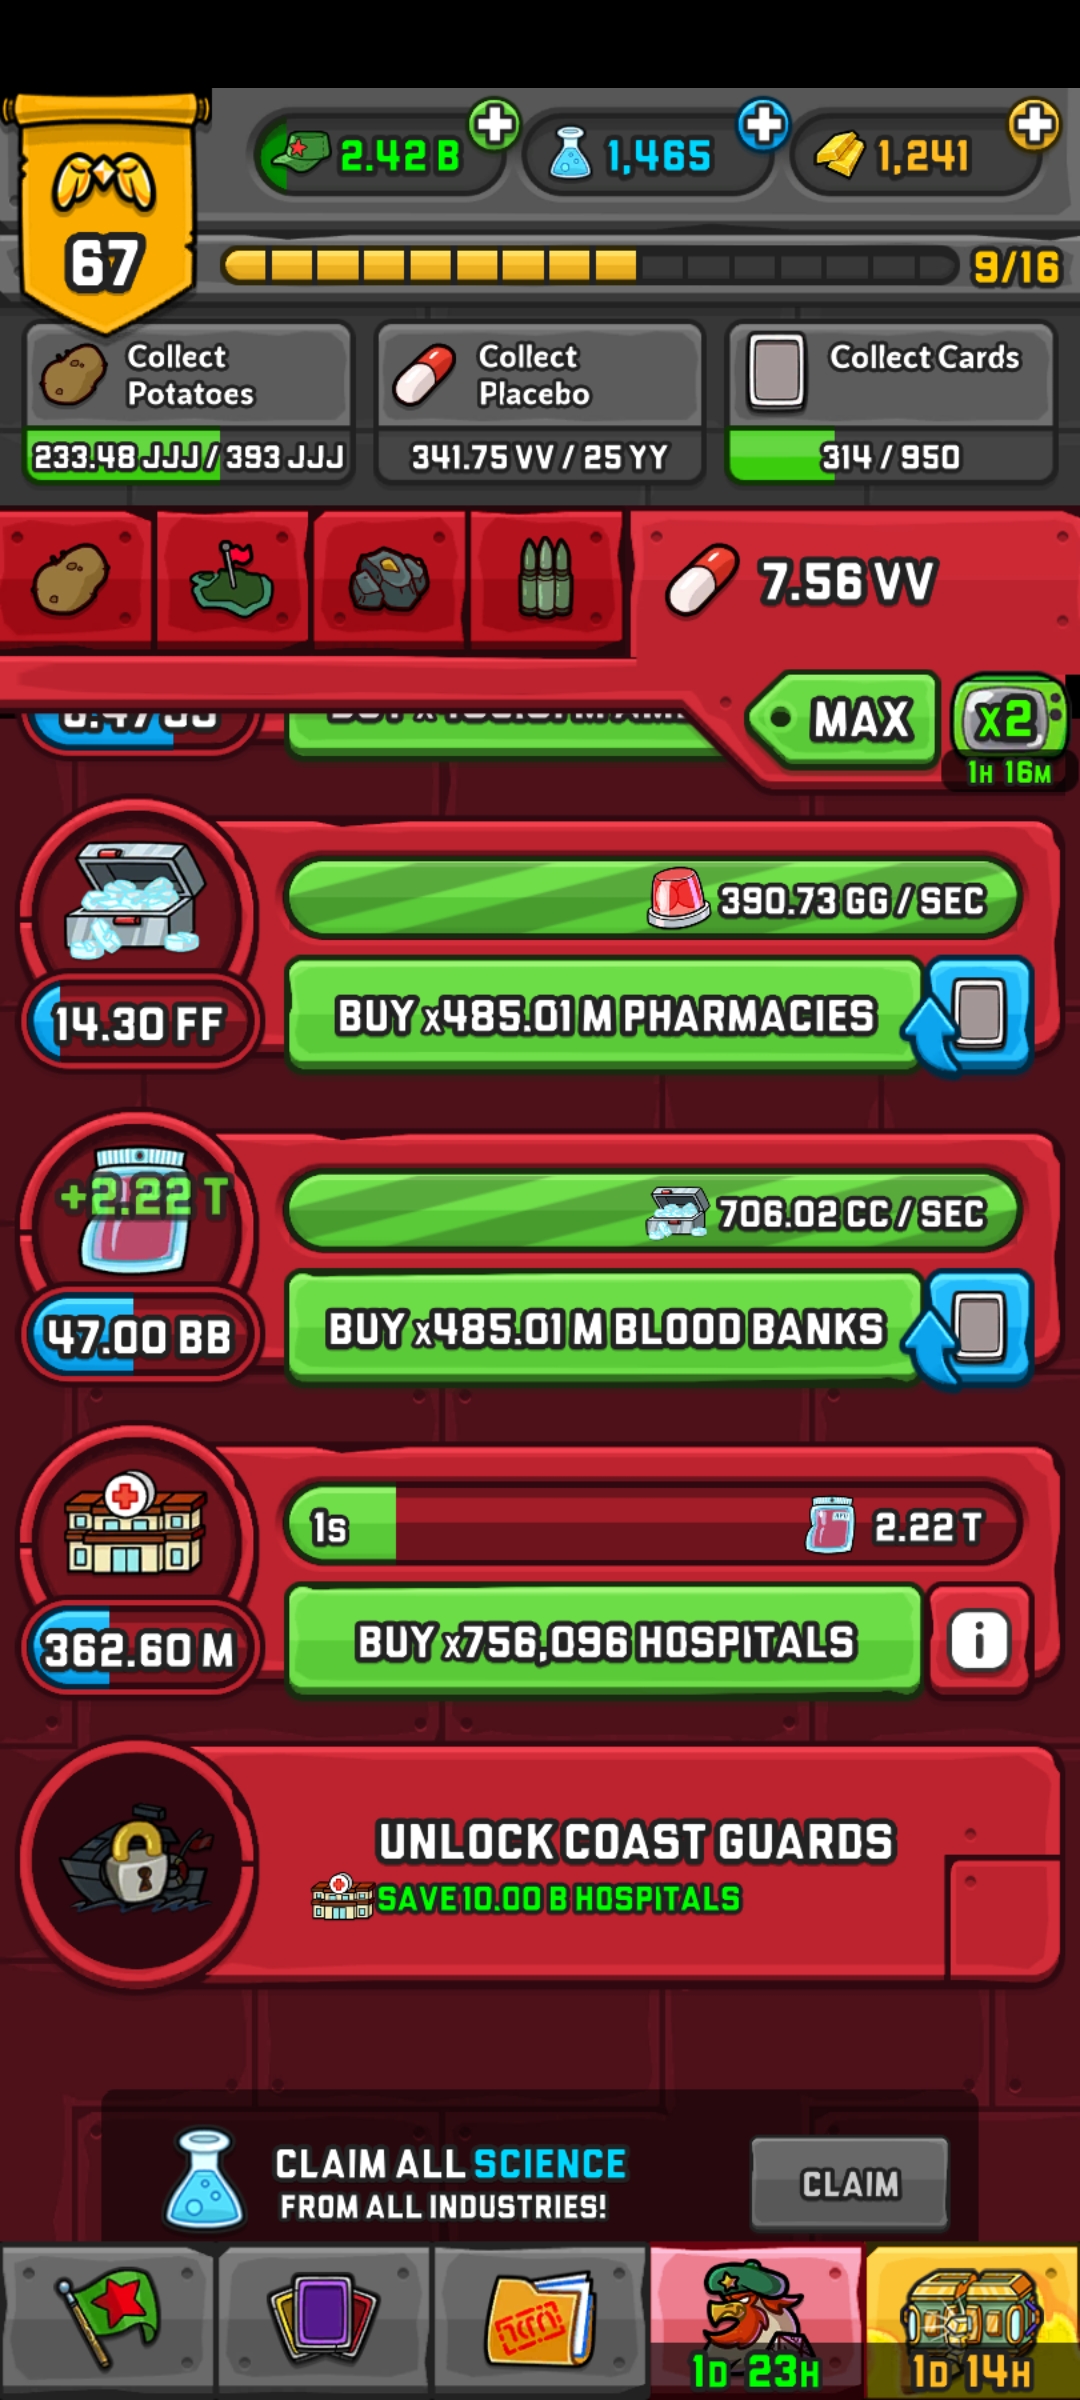 67
2.42 B
1,465
1,241
9/16
Collect
Potatoes
233.48 JJJ / 393 JJJ
Collect
Placebo
341.75 VV / 25 YY
Collect Cards
314 / 950
7.56 VV
MAX
x2
1H 16M
390.73 GG / SEC
14.30 FF
BUY x485.01 M PHARMACIES
+2.22 T
706.02 CC / SEC
47.00 BB
BUY x485.01 M BLOOD BANKS
1s
2.22 T
362.60 M
BUY x756,096 HOSPITALS
i
UNLOCK COAST GUARDS
SAVE 10.00 B HOSPITALS
CLAIM ALL SCIENCE
FROM ALL INDUSTRIES!
CLAIM
1D 23H
1D 14H